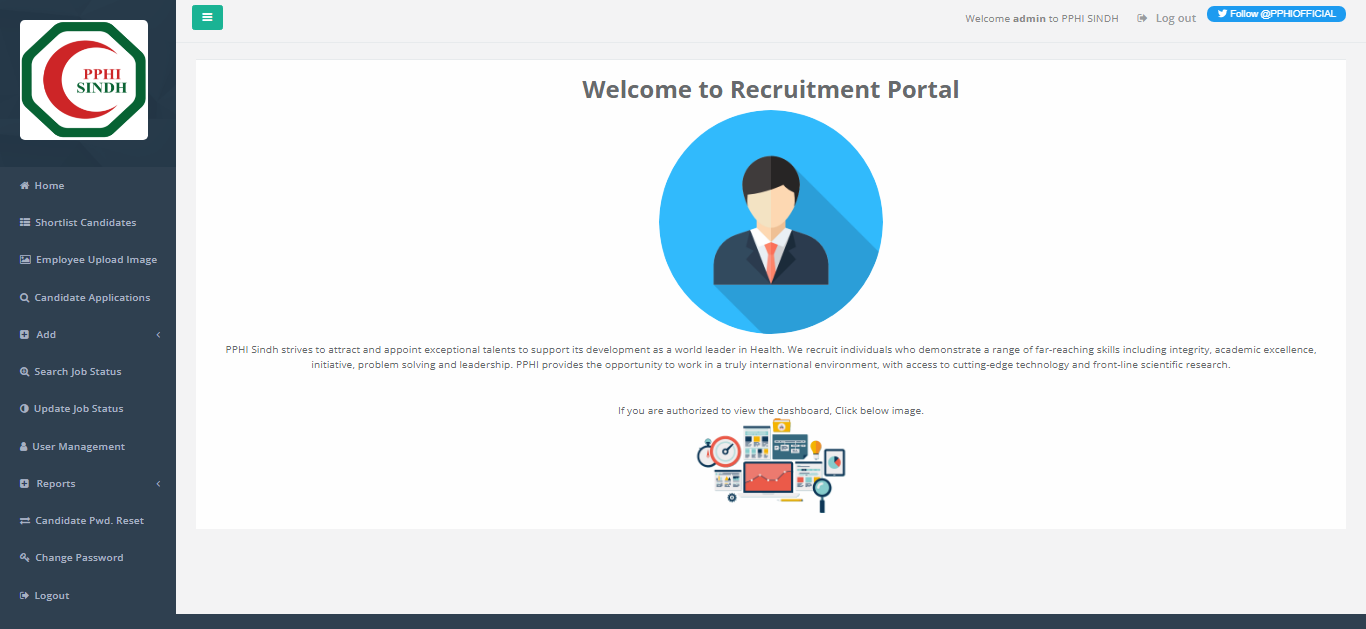 PPHI
SINDH
Home
Shortlist Candidates
Employee Upload Image
Candidate Applications
Add
Search Job Status
Update Job Status
User Management
Reports
Candidate Pwd. Reset
Change Password
Logout
Welcome admin to PPHI SINDH
Log out
Follow @PPHIOFFICIAL
Welcome to Recruitment Portal
PPHI Sindh strives to attract and appoint exceptional talents to support its development as a world leader in Health. We recruit individuals who demonstrate a range of far-reaching skills including integrity, academic excellence,
initiative, problem solving and leadership. PPHI provides the opportunity to work in a truly international environment, with access to cutting-edge technology and front-line scientific research.
If you are authorized to view the dashboard, Click below image.